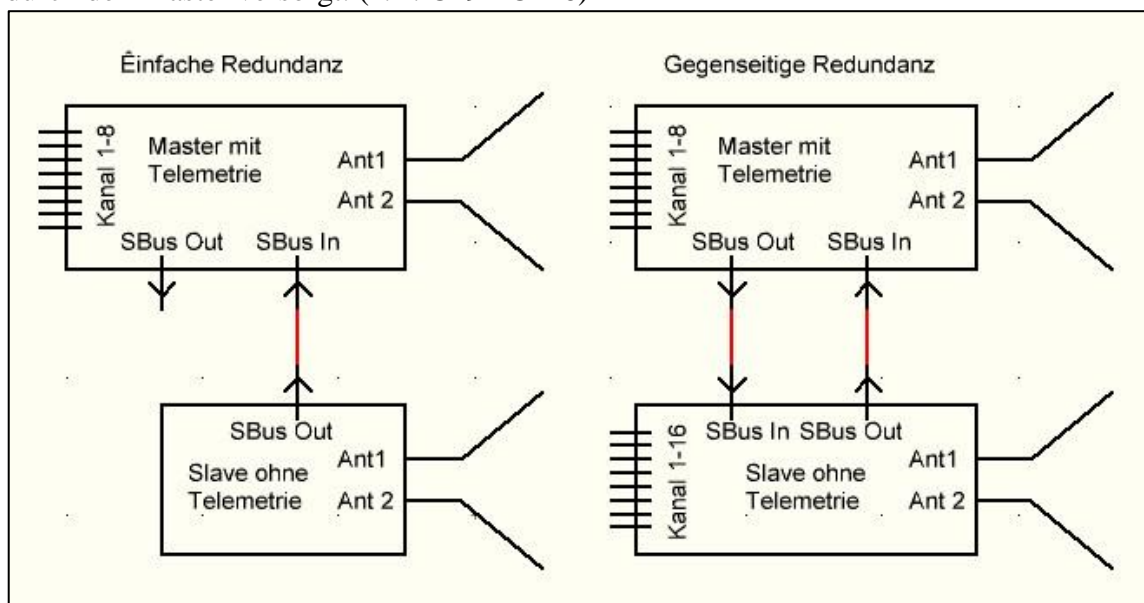 Êinfache Redundanz
Gegenseitige Redundanz
Kanal 1-8
Master mit
Telemetrie
Ant1
Ant 2
SBus Out
SBus In
SBus Out
Slave ohne
Telemetrie
Ant1
Ant 2
Kanal 1-8
Master mit
Telemetrie
Ant1
Ant 2
SBus Out
SBus In
Kanal 1-16
SBus In
SBus Out
Slave ohne
Telemetrie
Ant1
Ant 2